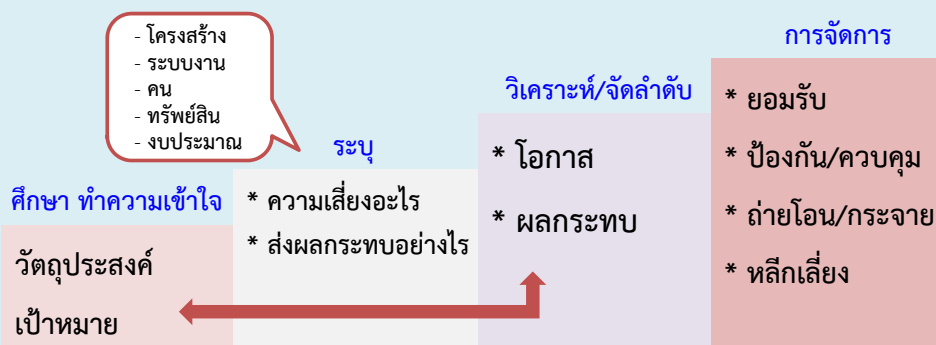 - โครงสร้าง
- ระบบงาน
- คน
- ทรัพย์สิน
- งบประมาณ
ศึกษา ทำความเข้าใจ
วัตถุประสงค์
เป้าหมาย
ระบุ
* ความเสี่ยงอะไร
* ส่งผลกระทบอย่างไร
วิเคราะห์/จัดลำดับ
* โอกาส
* ผลกระทบ
การจัดการ
* ยอมรับ
* ป้องกัน/ควบคุม
* ถ่ายโอน/กระจาย
* หลีกเลี่ยง